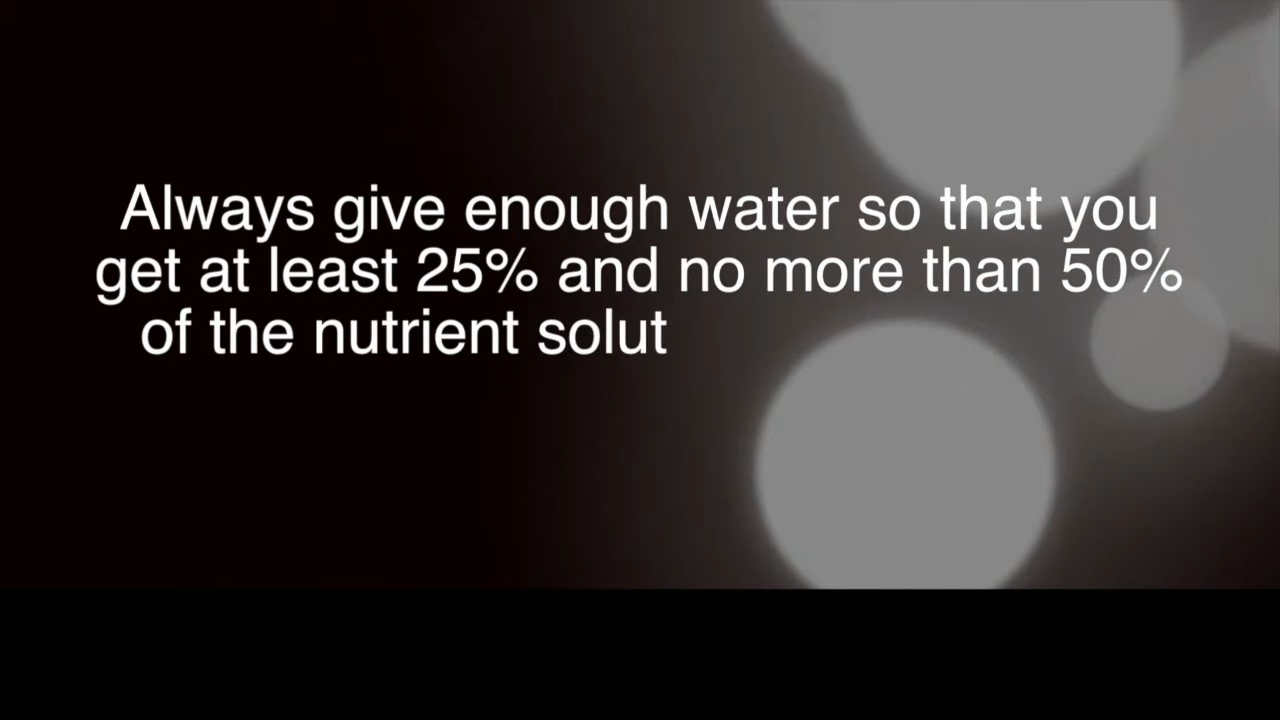 Always give enough water so that you
get at least 25% and no more than 50%
of the nutrient solut